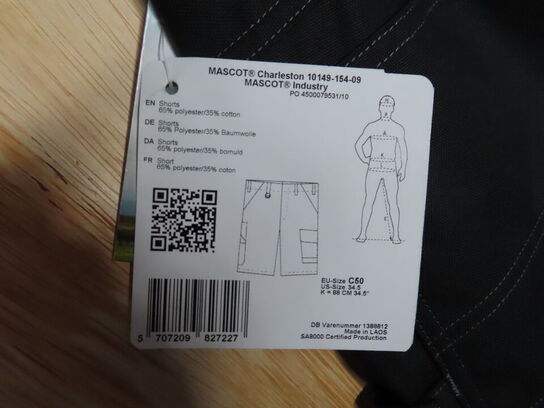 MASCOT® Charleston 10149-154-09
MASCOT® Industry
PO 4500079531/10
EN Shorts
65% polyester/35% cotton
DE Shorts
65% Polyester/35% Baumwolle
DA Shorts
65% polyester/35% bomuld
FR Short
65% polyester/35% coton
EU-Size C50
US-Size 34.5
K = 88 CM 34.5"
DB Varenummer 1388612
Made in LAOS
SA8000 Certified Production
5 707209 827227